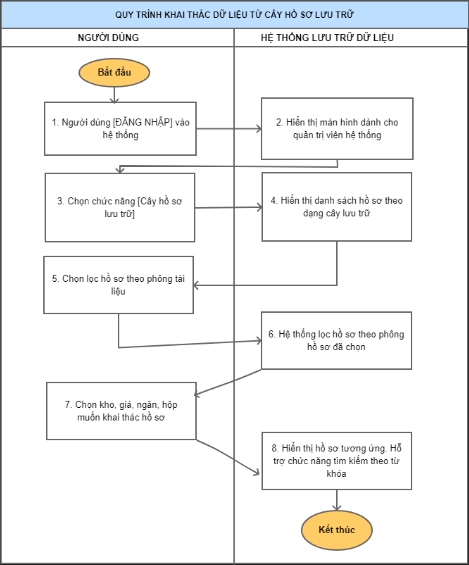 QUY TRÌNH KHAI THÁC DỮ LIỆU TỪ CÂY HỒ SƠ LƯU TRỮ
NGƯỜI DÙNG
HỆ THỐNG LƯU TRỮ DỮ LIỆU
Bắt đầu
1. Người dùng [ĐĂNG NHẬP] vào
hệ thống
2. Hiển thị màn hình dành cho
quản trị viên hệ thống
3. Chọn chức năng [Cây hồ sơ
lưu trữ]
4. Hiển thị danh sách hồ sơ theo
dạng cây lưu trữ
5. Chọn lọc hồ sơ theo phông tài
liệu
6. Hệ thống lọc hồ sơ theo phông
hồ sơ đã chọn
7. Chọn kho, giá, ngăn, hộp
muốn khai thác hồ sơ
8. Hiển thị hồ sơ tương ứng. Hỗ
trợ chức năng tìm kiếm theo từ
khóa
Kết thúc